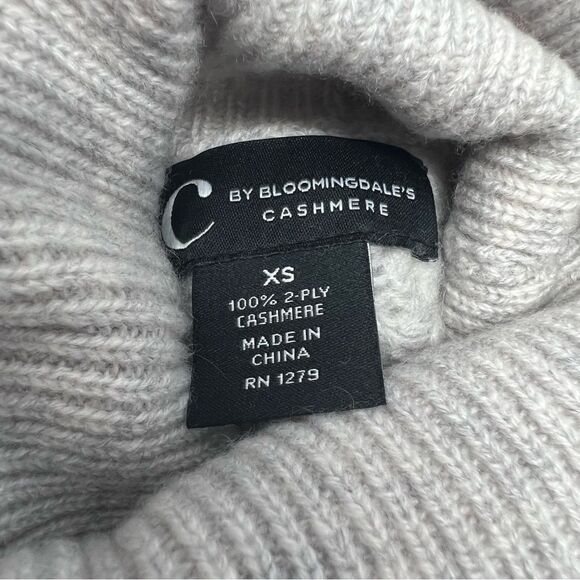 C BY BLOOMINGDALE'S
CASHMERE
XS
100% 2-PLY
CASHMERE
MADE IN
CHINA
RN 1279